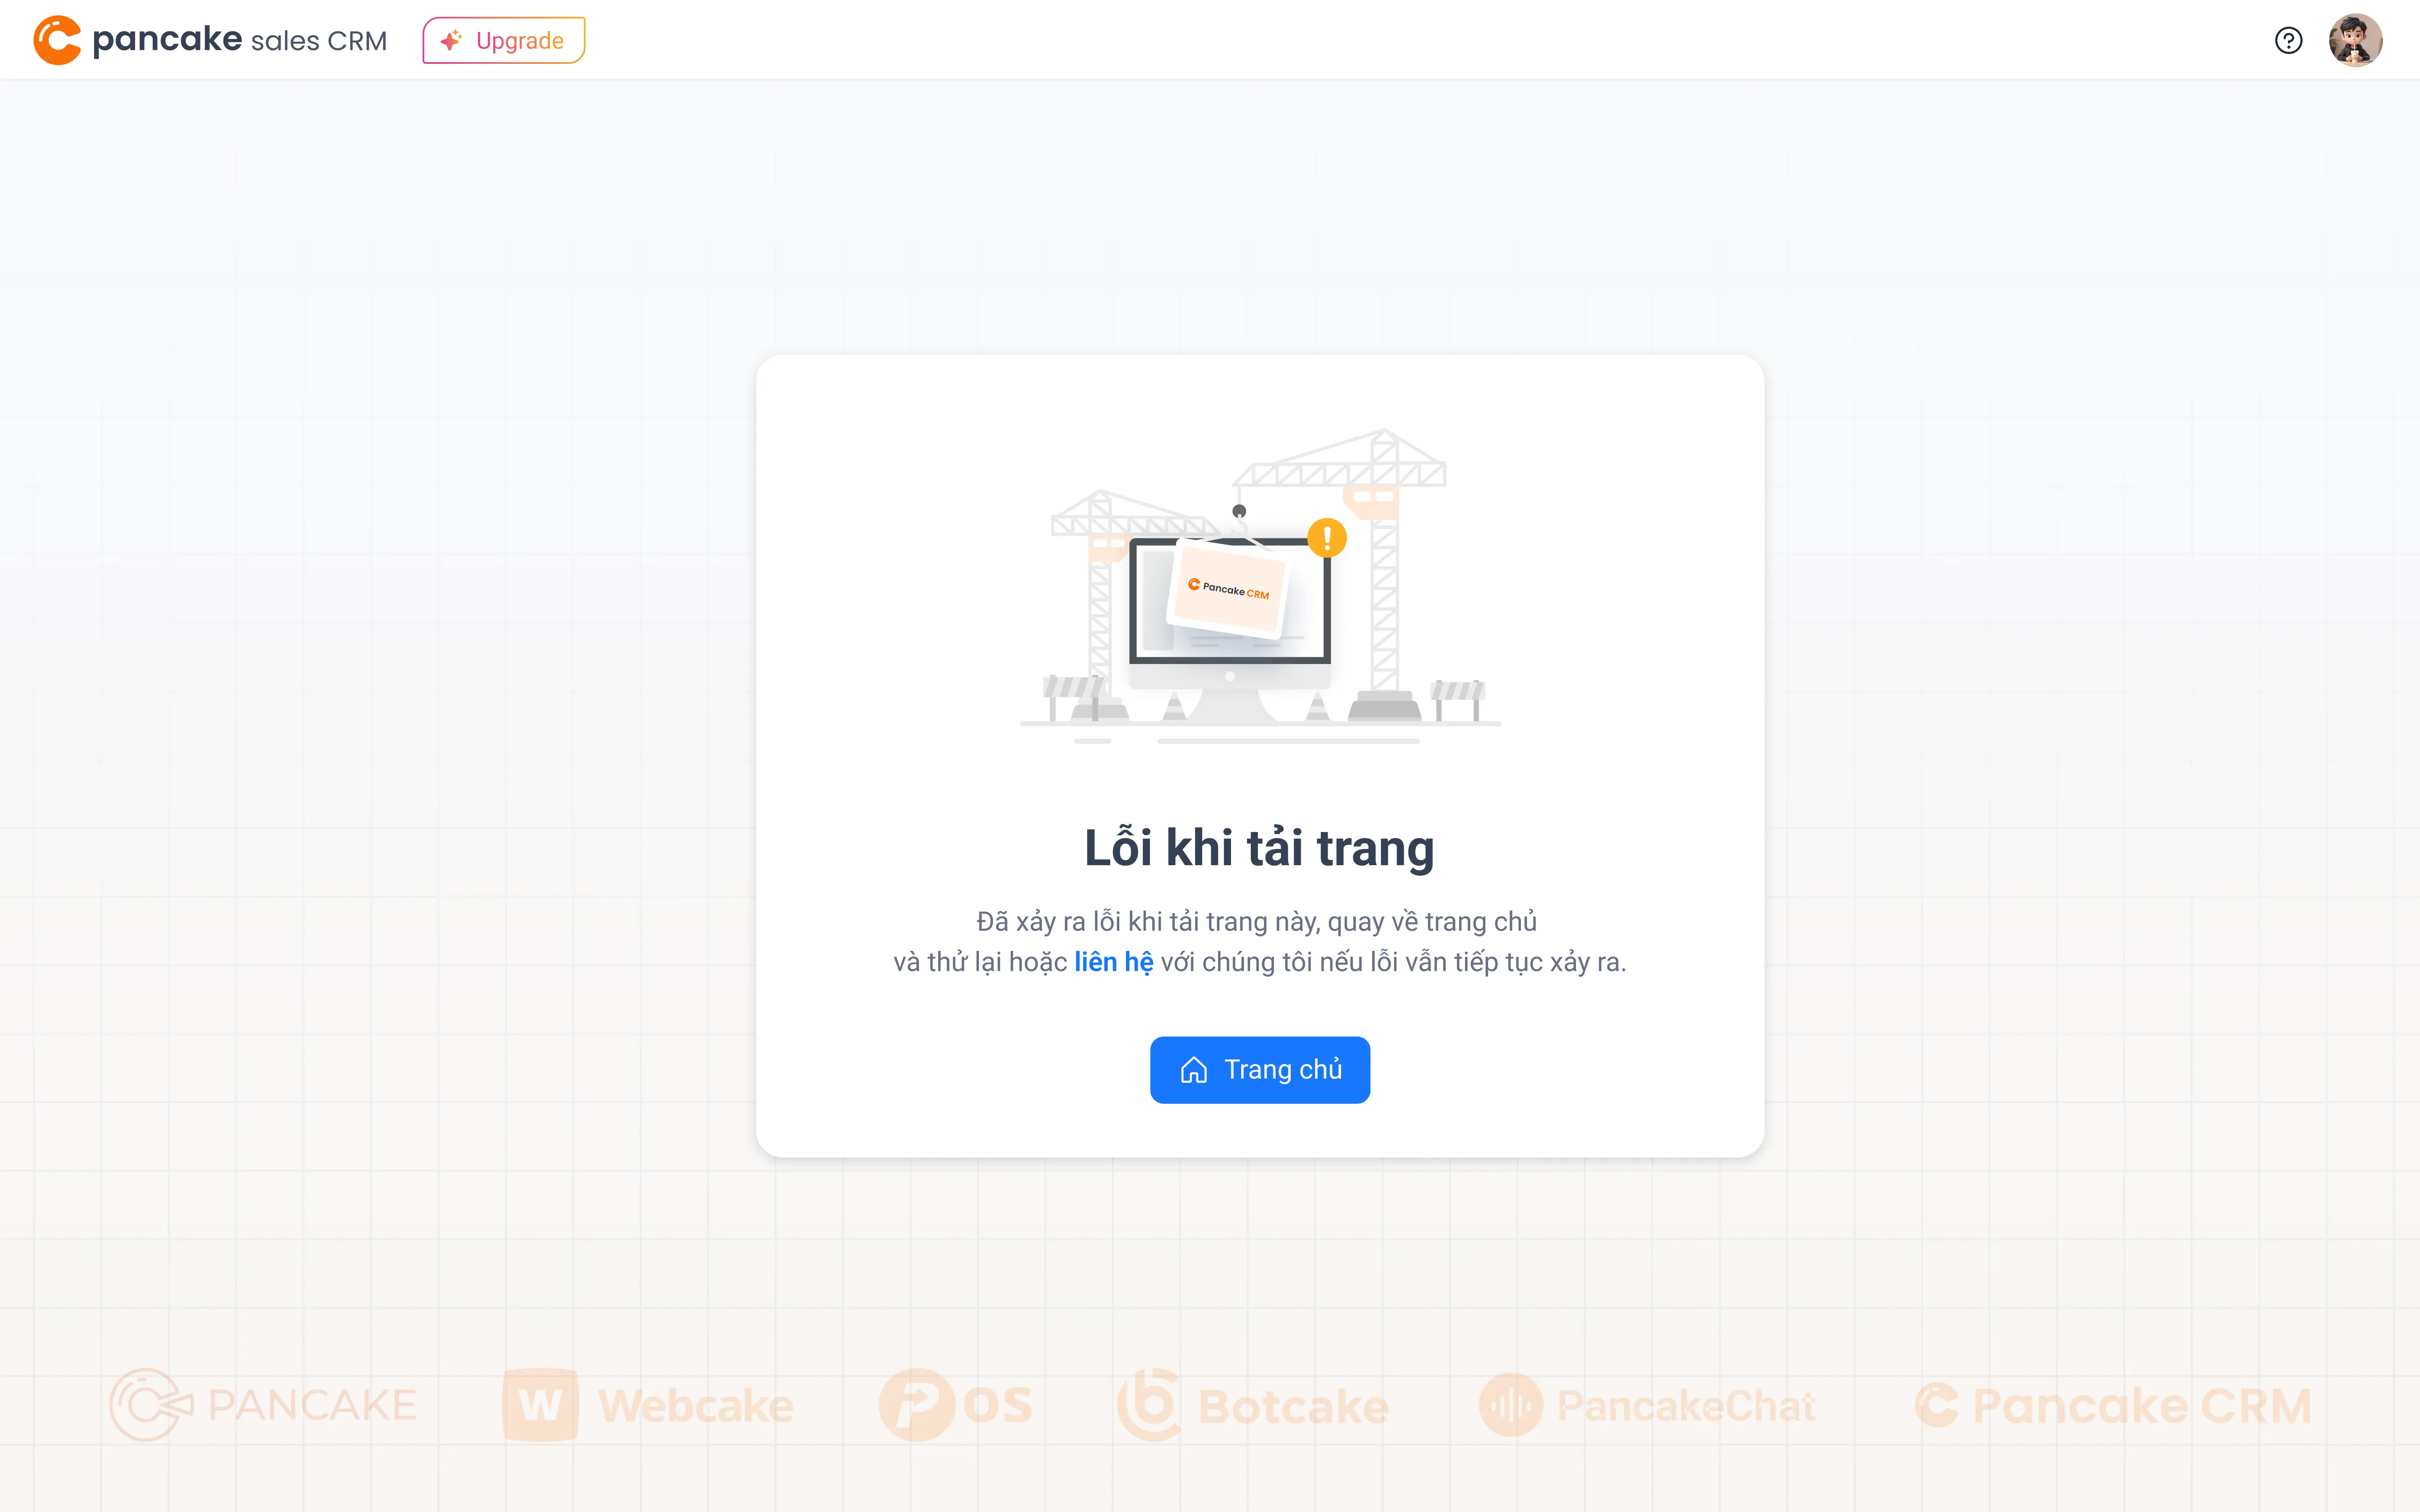 pancake sales CRM
Upgrade
Pancake CRM
Lỗi khi tải trang
Đã xảy ra lỗi khi tải trang này, quay về trang chủ
và thử lại hoặc liên hệ với chúng tôi nếu lỗi vẫn tiếp tục xảy ra.
Trang chủ
PANCAKE
W Webcake
P OS
Botcake
PancakeChat
Pancake CRM